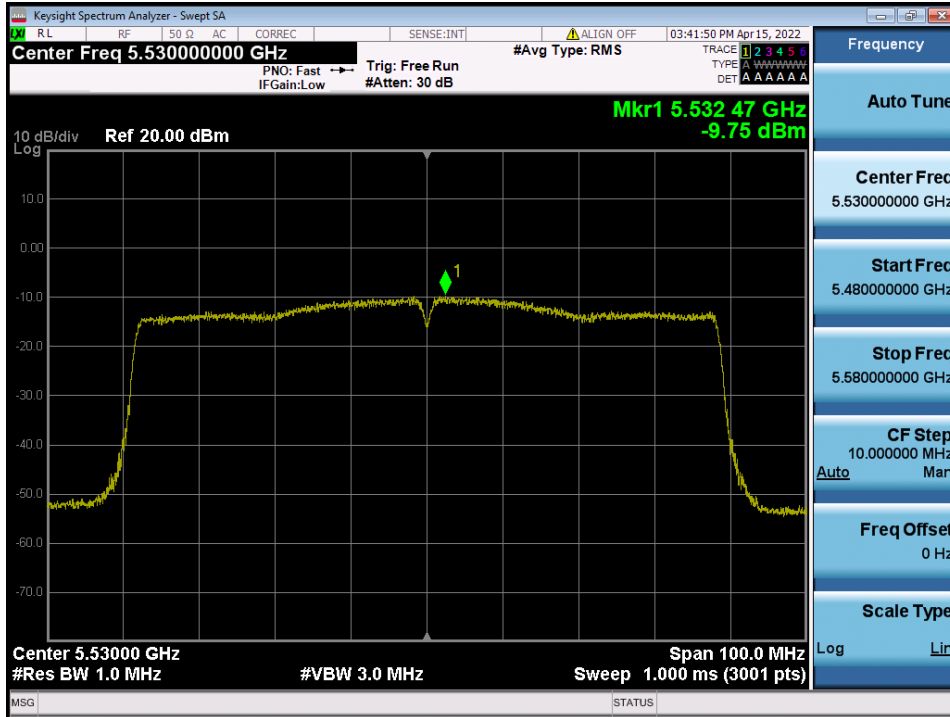 Keysight Spectrum Analyzer - Swept SA
LXI RL RF 50 Ω AC CORREC SENSE:INT ALIGN OFF 03:41:50 PM Apr 15, 2022
Center Freq 5.530000000 GHz
PNO: Fast
IFGain:Low
Trig: Free Run
#Atten: 30 dB
#Avg Type: RMS
TRACE 1 2 3 4 5 6
TYPE A WWWWW
DET A A A A A A
Mkr1 5.532 47 GHz
-9.75 dBm
10 dB/div Ref 20.00 dBm
Log
1
10.0
0.00
-10.0
-20.0
-30.0
-40.0
-50.0
-60.0
-70.0
Center 5.53000 GHz Span 100.0 MHz
#Res BW 1.0 MHz #VBW 3.0 MHz Sweep 1.000 ms (3001 pts)
MSG STATUS
Frequency
Auto Tune
Center Freq
5.530000000 GHz
Start Freq
5.480000000 GHz
Stop Freq
5.580000000 GHz
CF Step
10.000000 MHz
Auto Man
Freq Offset
0 Hz
Scale Type
Log Lin